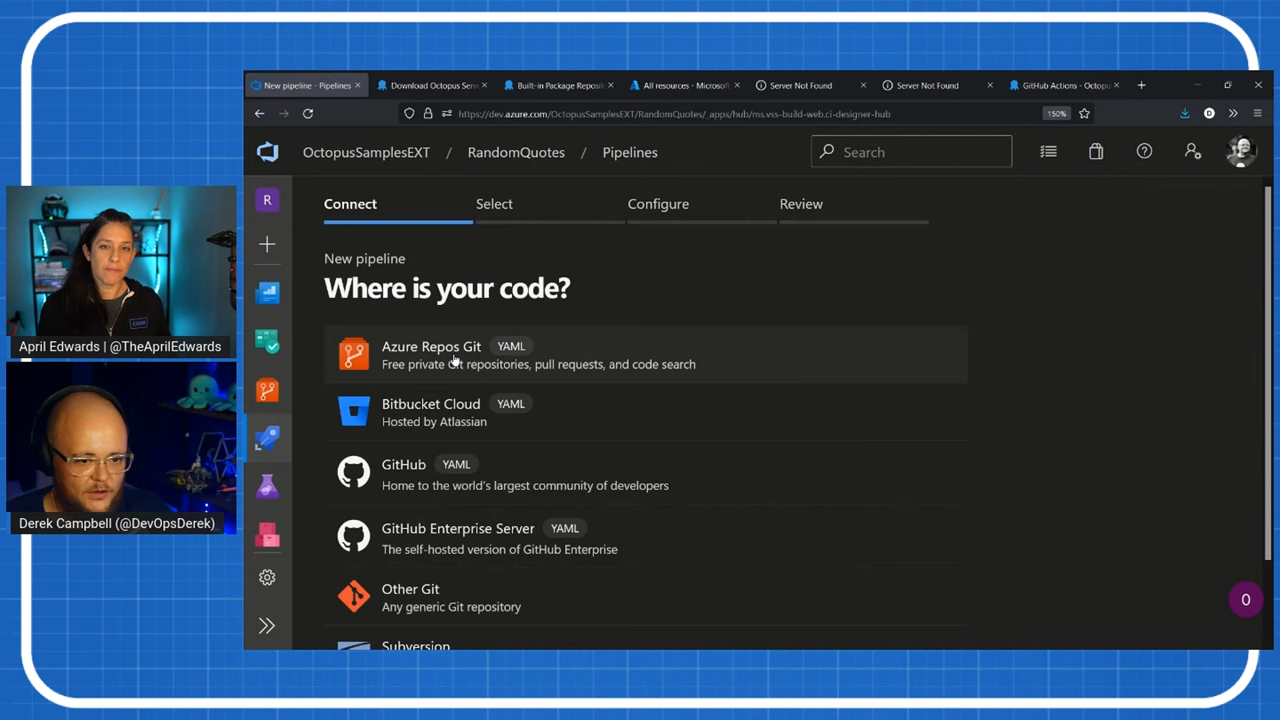 New pipeline - Pipelines
Download Octopus Serv
Built-in Package Reposit
All resources - Microsoft
Server Not Found
Server Not Found
GitHub Actions - Octopu
https://dev.azure.com/OctopusSamplesEXT/RandomQuotes/_apps/hub/ms.vss-build-web.ci-designer-hub
150%
D
OctopusSamplesEXT / RandomQuotes / Pipelines
Search
R
Connect
Select
Configure
Review
New pipeline
Where is your code?
Azure Repos Git YAML
Free private Git repositories, pull requests, and code search
Bitbucket Cloud YAML
Hosted by Atlassian
GitHub YAML
Home to the world's largest community of developers
GitHub Enterprise Server YAML
The self-hosted version of GitHub Enterprise
Other Git
Any generic Git repository
Subversion
0
April Edwards | @TheAprilEdwards
Derek Campbell (@DevOpsDerek)